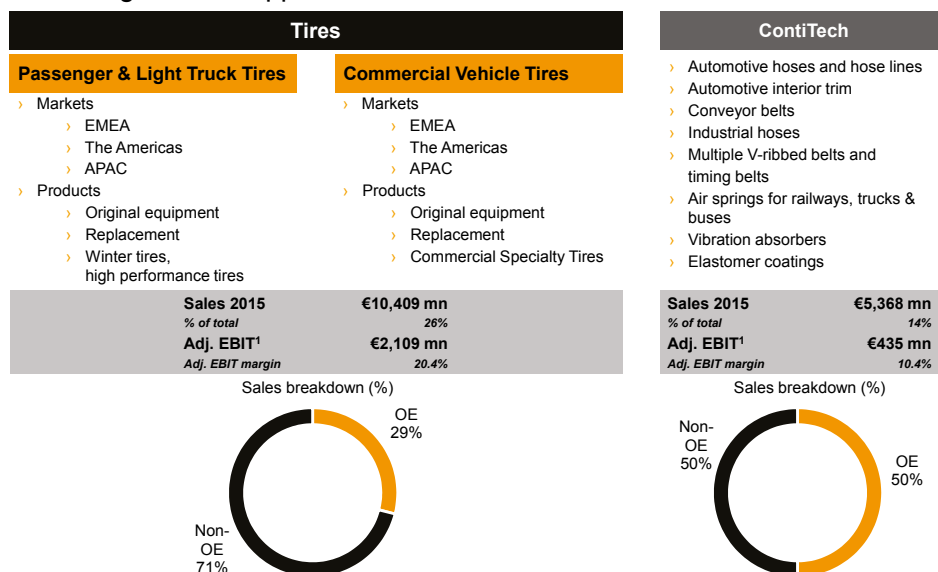 Tires
Passenger & Light Truck Tires
› Markets
› EMEA
› The Americas
› APAC
› Products
› Original equipment
› Replacement
› Winter tires,
high performance tires
Commercial Vehicle Tires
› Markets
› EMEA
› The Americas
› APAC
› Products
› Original equipment
› Replacement
› Commercial Specialty Tires
Sales 2015 €10,409 mn
% of total 26%
Adj. EBIT¹ €2,109 mn
Adj. EBIT margin 20.4%
Sales breakdown (%)
OE
29%
Non-
OE
71%
ContiTech
› Automotive hoses and hose lines
› Automotive interior trim
› Conveyor belts
› Industrial hoses
› Multiple V-ribbed belts and
timing belts
› Air springs for railways, trucks &
buses
› Vibration absorbers
› Elastomer coatings
Sales 2015 €5,368 mn
% of total 14%
Adj. EBIT¹ €435 mn
Adj. EBIT margin 10.4%
Sales breakdown (%)
Non-
OE
50%
OE
50%